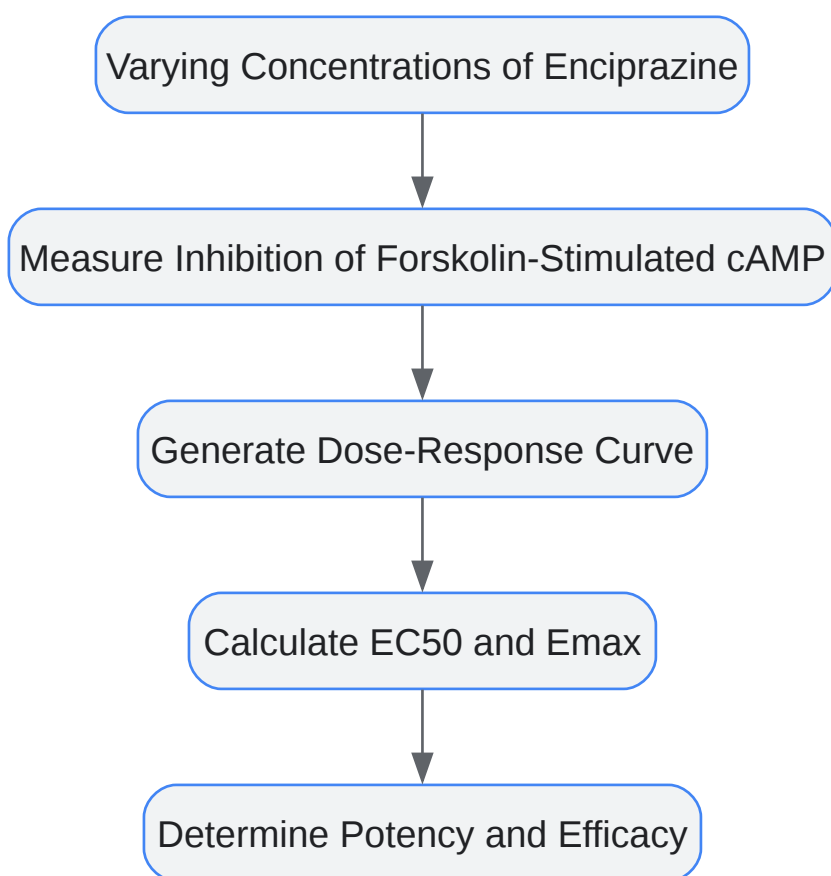 Varying Concentrations of Enciprazine
Measure Inhibition of Forskolin-Stimulated cAMP
Generate Dose-Response Curve
Calculate EC50 and Emax
Determine Potency and Efficacy